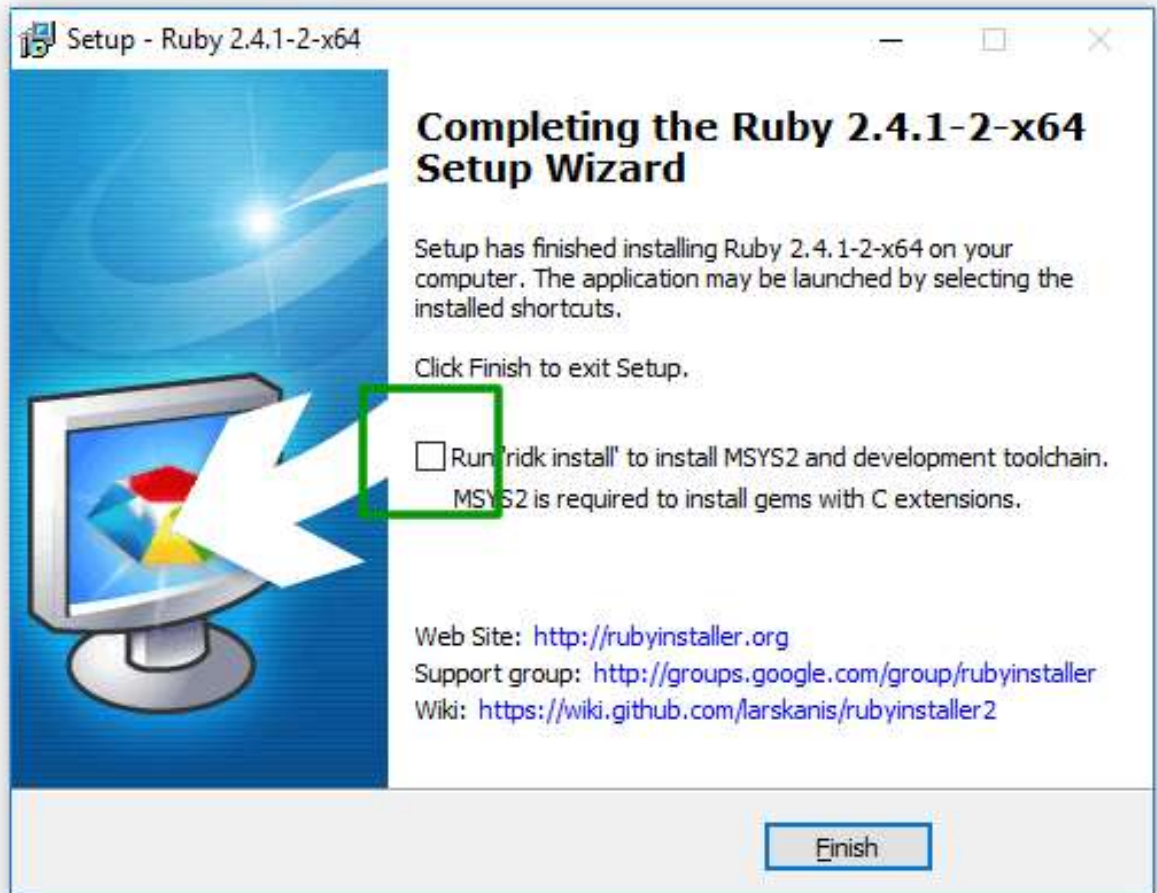 Setup - Ruby 2.4.1-2-x64
Completing the Ruby 2.4.1-2-x64
Setup Wizard
Setup has finished installing Ruby 2.4.1-2-x64 on your
computer. The application may be launched by selecting the
installed shortcuts.
Click Finish to exit Setup.
Run 'ridk install' to install MSYS2 and development toolchain.
MSYS2 is required to install gems with C extensions.
Web Site: http://rubyinstaller.org
Support group: http://groups.google.com/group/rubyinstaller
Wiki: https://wiki.github.com/larskanis/rubyinstaller2
Finish